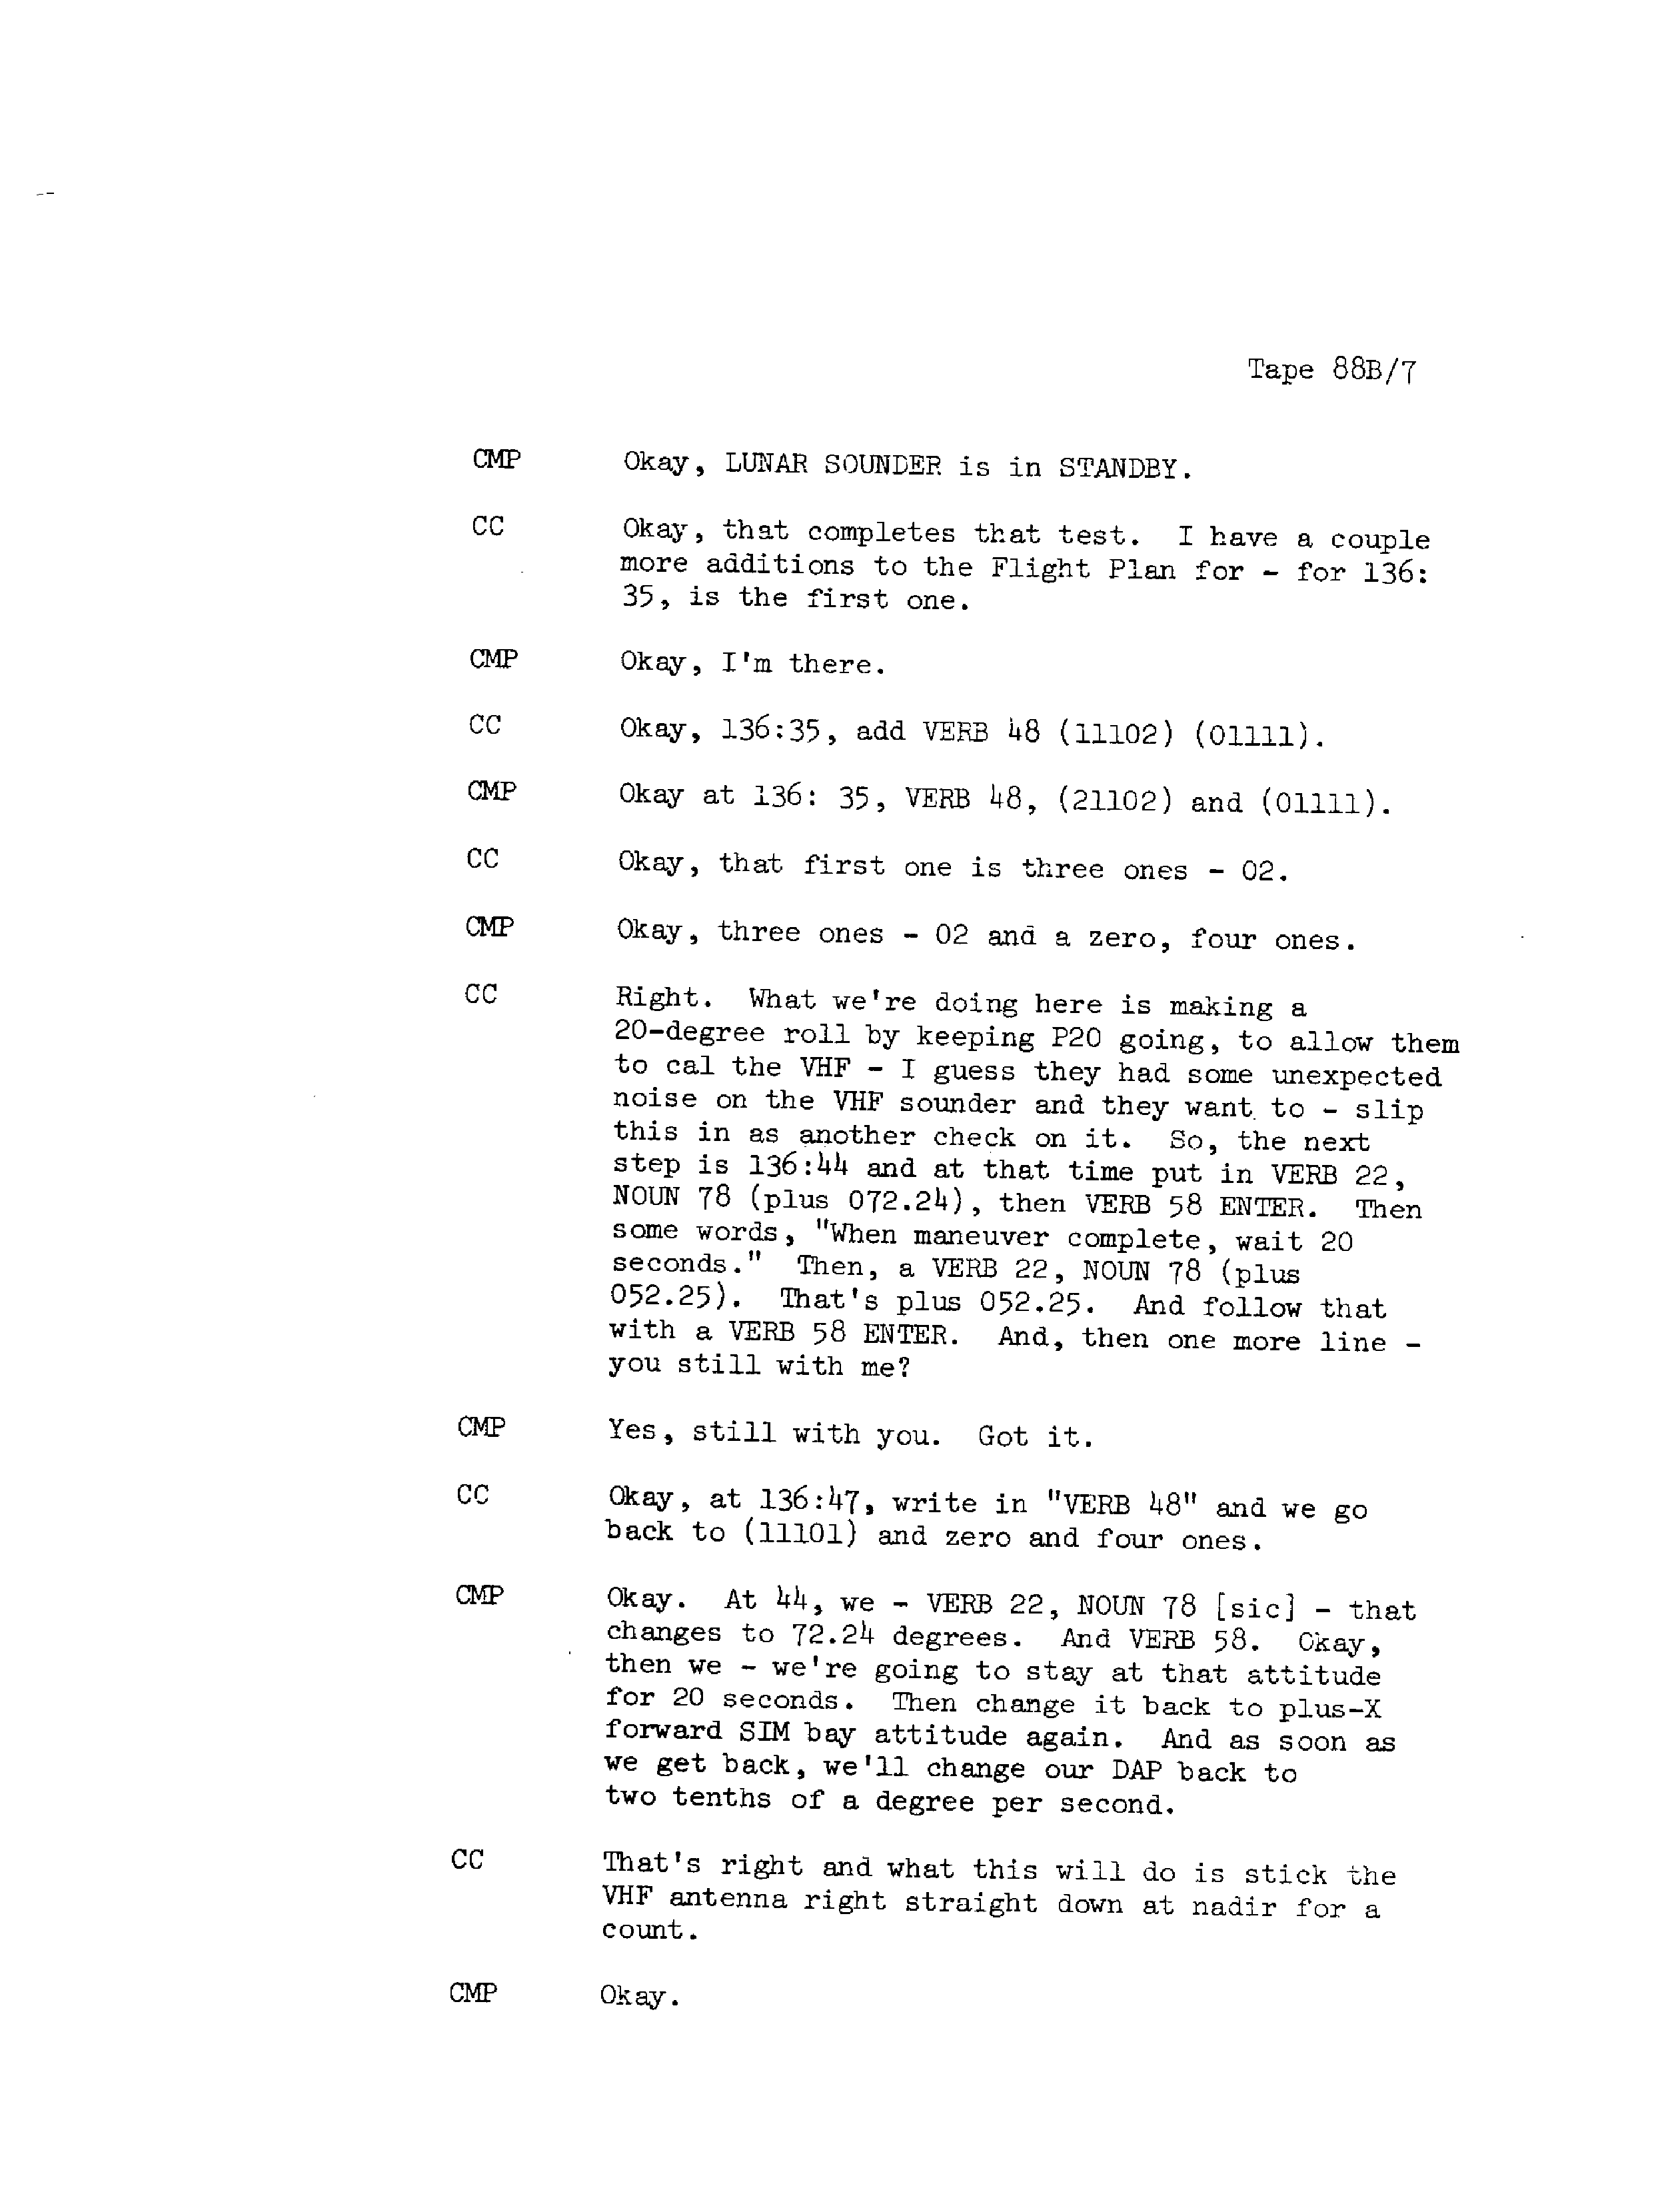 Tape 88B/7
CMP Okay, LUNAR SOUNDER is in STANDBY.
CC Okay, that completes that test. I have a couple
more additions to the Flight Plan for - for 136:
35, is the first one.
CMP Okay, I'm there.
CC Okay, 136:35, add VERB 48 (11102) (01111).
CMP Okay at 136: 35, VERB 48, (21102) and (01111).
CC Okay, that first one is three ones - 02.
CMP Okay, three ones - 02 and a zero, four ones.
CC Right. What we're doing here is making a
20-degree roll by keeping P20 going, to allow them
to cal the VHF - I guess they had some unexpected
noise on the VHF sounder and they want to - slip
this in as another check on it. So, the next
step is 136:44 and at that time put in VERB 22,
NOUN 78 (plus 072.24), then VERB 58 ENTER. Then
some words, "When maneuver complete, wait 20
seconds." Then, a VERB 22, NOUN 78 (plus
052.25). That's plus 052.25. And follow that
with a VERB 58 ENTER. And, then one more line -
you still with me?
CMP Yes, still with you. Got it.
CC Okay, at 136:47, write in "VERB 48" and we go
back to (11101) and zero and four ones.
CMP Okay. At 44, we - VERB 22, NOUN 78 [sic] - that
changes to 72.24 degrees. And VERB 58. Okay,
then we - we're going to stay at that attitude
for 20 seconds. Then change it back to plus-X
forward SIM bay attitude again. And as soon as
we get back, we'll change our DAP back to
two tenths of a degree per second.
CC That's right and what this will do is stick the
VHF antenna right straight down at nadir for a
count.
CMP Okay.